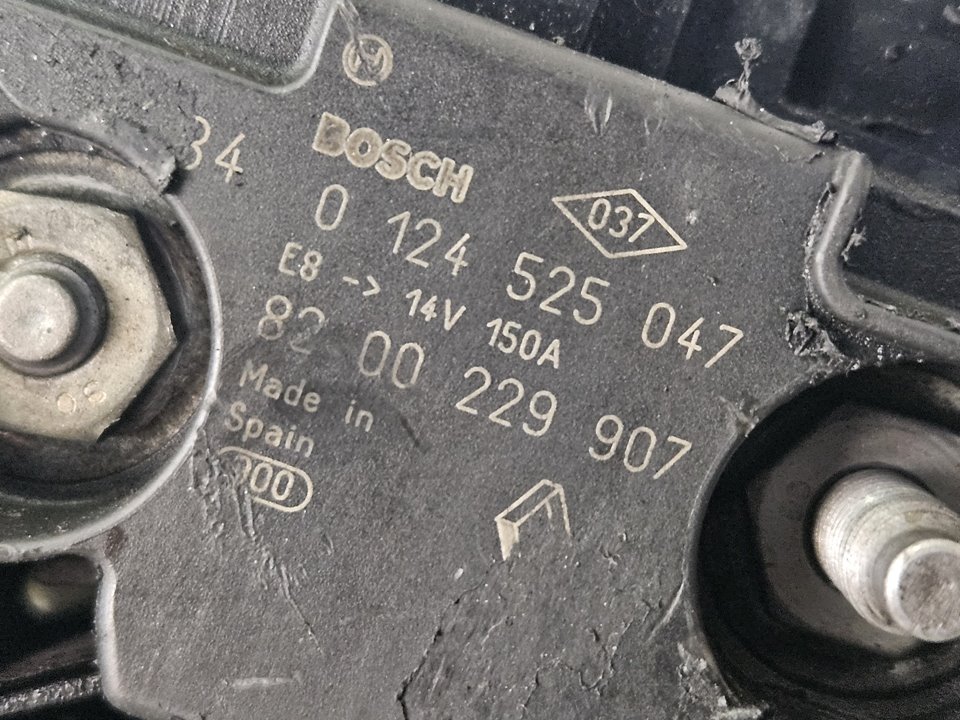 M
34
BOSCH
037
0 124 525 047
E8 -> 14V 150A
82 00 229 907
Made in
Spain